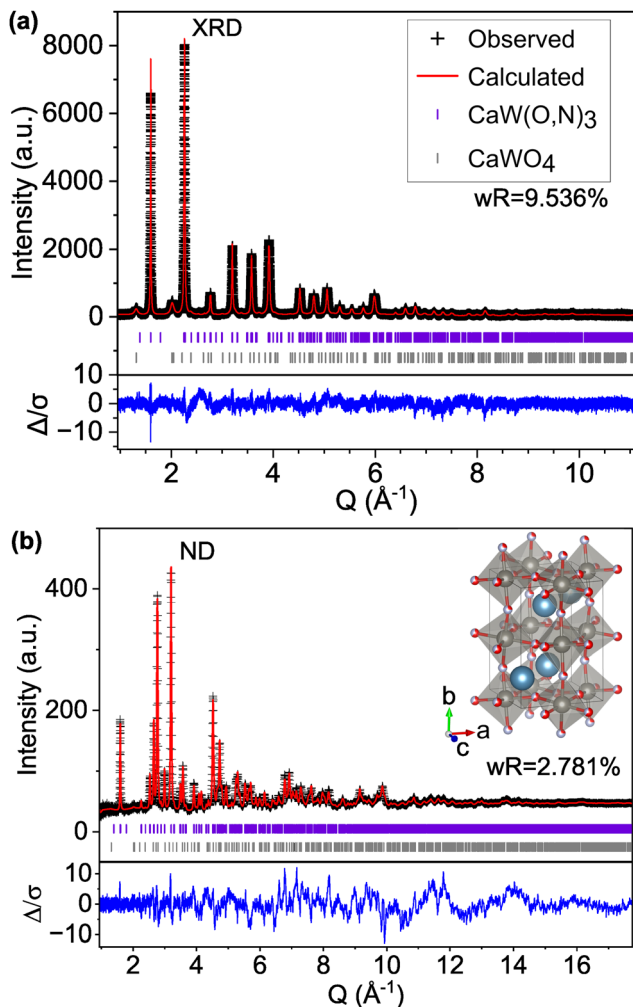 (a)
XRD
Observed
Calculated
CaW(O,N)3
CaWO4
wR=9.536%
Intensity (a.u.)
8000
6000
4000
2000
0
10
0
−10
Δ/σ
2 4 6 8 10
Q (Å-1)
(b)
ND
400
200
0
Intensity (a.u.)
b
a
c
wR=2.781%
10
0
−10
Δ/σ
2 4 6 8 10 12 14 16
Q (Å-1)